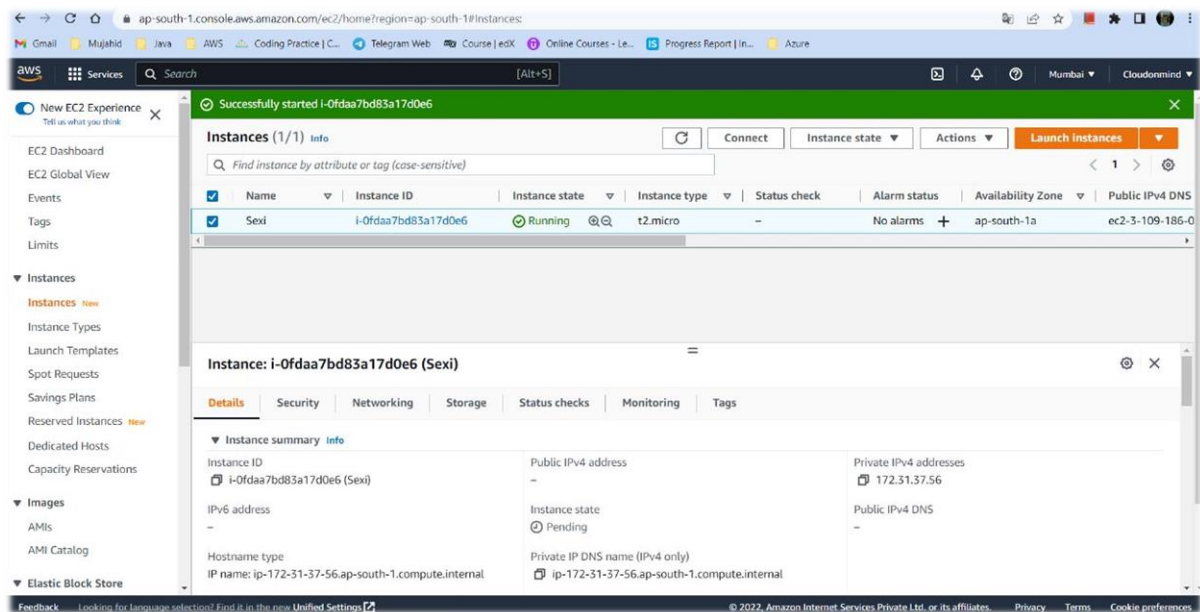 ap-south-1.console.aws.amazon.com/ec2/home?region=ap-south-1#Instances:
Gmail Mujahid Java AWS Coding Practice | C... Telegram Web Course | edX Online Courses - Le... Progress Report | In... Azure
aws Services Search [Alt+S] Mumbai Cloudonmind
New EC2 Experience
Tell us what you think
EC2 Dashboard
EC2 Global View
Events
Tags
Limits
Instances
Instances New
Instance Types
Launch Templates
Spot Requests
Savings Plans
Reserved Instances New
Dedicated Hosts
Capacity Reservations
Images
AMIs
AMI Catalog
Elastic Block Store
Successfully started i-0fdaa7bd83a17d0e6
Instances (1/1) Info Connect Instance state Actions Launch instances
Find instance by attribute or tag (case-sensitive) 1
Name Instance ID Instance state Instance type Status check Alarm status Availability Zone Public IPv4 DNS
Sexi i-0fdaa7bd83a17d0e6 Running t2.micro – No alarms + ap-south-1a ec2-3-109-186-0
Instance: i-0fdaa7bd83a17d0e6 (Sexi)
Details Security Networking Storage Status checks Monitoring Tags
Instance summary Info
Instance ID Public IPv4 address Private IPv4 addresses
i-0fdaa7bd83a17d0e6 (Sexi) – 172.31.37.56
IPv6 address Instance state Public IPv4 DNS
– Pending –
Hostname type Private IP DNS name (IPv4 only)
IP name: ip-172-31-37-56.ap-south-1.compute.internal ip-172-31-37-56.ap-south-1.compute.internal
Feedback Looking for language selection? Find it in the new Unified Settings © 2022, Amazon Internet Services Private Ltd. or its affiliates. Privacy Terms Cookie preferences